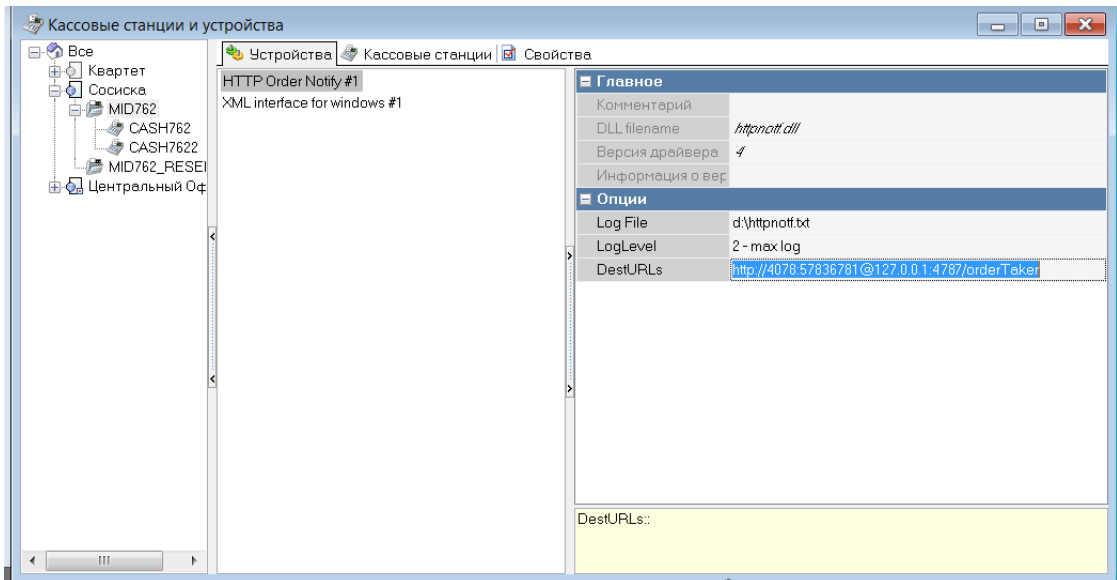 Кассовые станции и устройства
Все
Квартет
Сосиска
MID762
CASH762
CASH7622
MID762_RESE
Центральный Оф
Устройства Кассовые станции Свойства
HTTP Order Notify #1
XML interface for windows #1
Главное
Комментарий
DLL filename httpnotf.dll
Версия драйвера 4
Информация о вер
Опции
Log File d:\httpnotf.txt
LogLevel 2 - max log
DestURLs http://4078:57836781@127.0.0.1:4787/orderTaker
DestURLs::